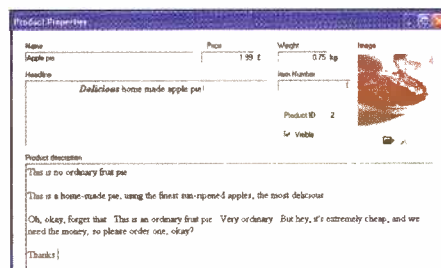 Product Properties
Name Price Weight Image
Apple pie 1.99 £ 0.75 kg
Headline Item Number
Delicious home made apple pie!
Product ID 2
Visible
Product description
This is no ordinary fruit pie
This is a home-made pie, using the finest sun-ripened apples, the most delicious
Oh, okay, forget that. This is an ordinary fruit pie. Very ordinary. But hey, it's extremely cheap, and we
need the money, so please order one, okay?
Thanks